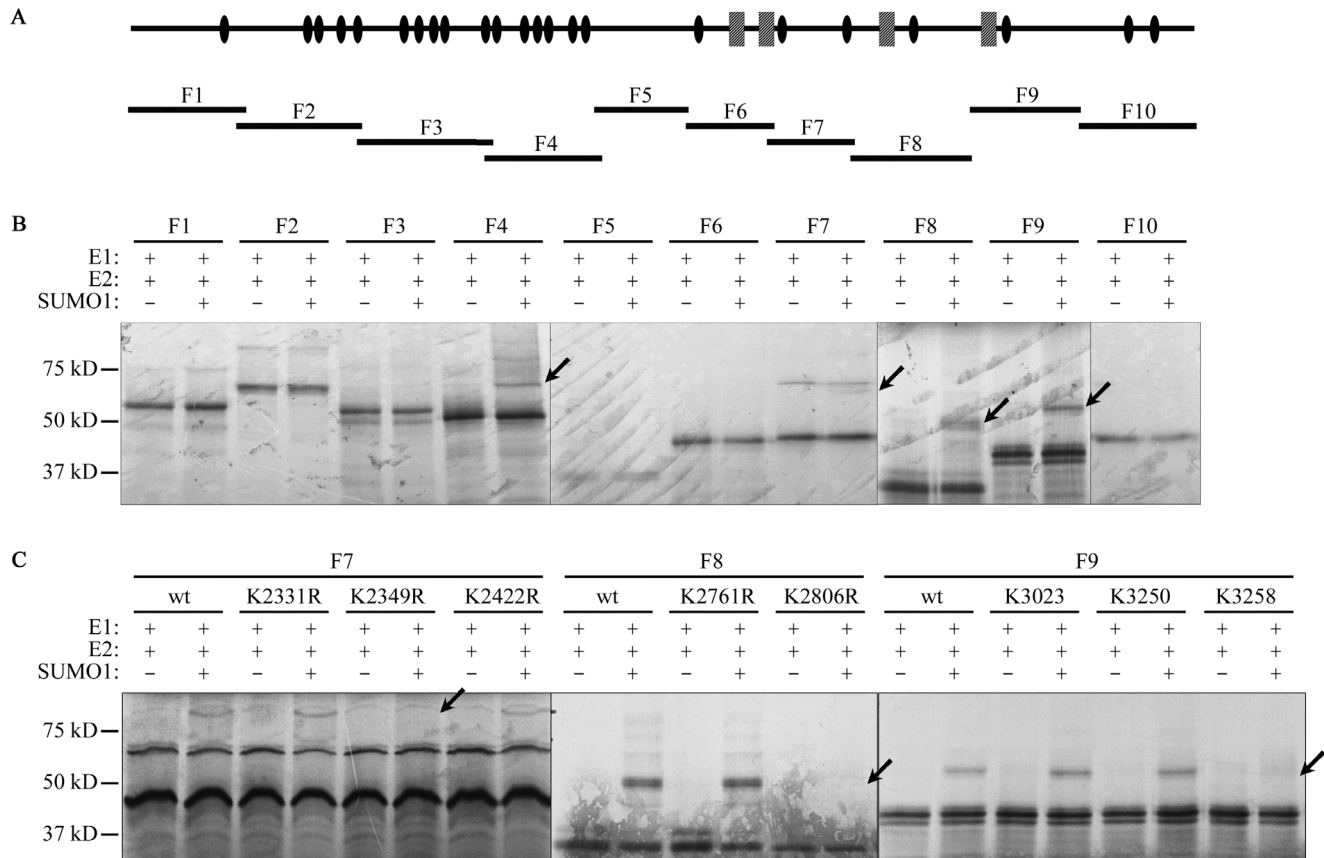 A
F1 F2 F3 F4 F5 F6 F7 F8 F9 F10
B
F1 F2 F3 F4 F5 F6 F7 F8 F9 F10
E1: + + + + + + + + + + + + + + + + + + + +
E2: + + + + + + + + + + + + + + + + + + + +
SUMO1: – + – + – + – + – + – + – + – + – + – +
75 kD
50 kD
37 kD
C
F7 F8 F9
wt K2331R K2349R K2422R wt K2761R K2806R wt K3023 K3250 K3258
E1: + + + + + + + + + + + + + + + + + + + + + +
E2: + + + + + + + + + + + + + + + + + + + + + +
SUMO1: – + – + – + – + – + – + – + – + – + – + – +
75 kD
50 kD
37 kD